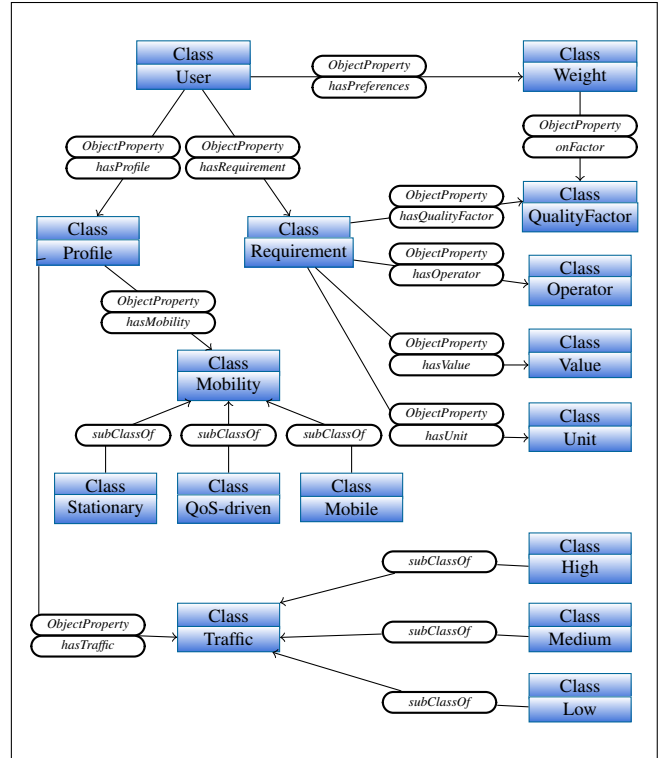 Class
User
ObjectProperty
hasPreferences
Class
Weight
ObjectProperty
hasProfile
ObjectProperty
hasRequirement
ObjectProperty
onFactor
Class
Profile
Class
Requirement
ObjectProperty
hasQualityFactor
Class
QualityFactor
ObjectProperty
hasOperator
Class
Operator
ObjectProperty
hasMobility
ObjectProperty
hasValue
Class
Value
Class
Mobility
subClassOf
subClassOf
subClassOf
ObjectProperty
hasUnit
Class
Unit
Class
Stationary
Class
QoS-driven
Class
Mobile
subClassOf
Class
High
ObjectProperty
hasTraffic
Class
Traffic
subClassOf
Class
Medium
subClassOf
Class
Low